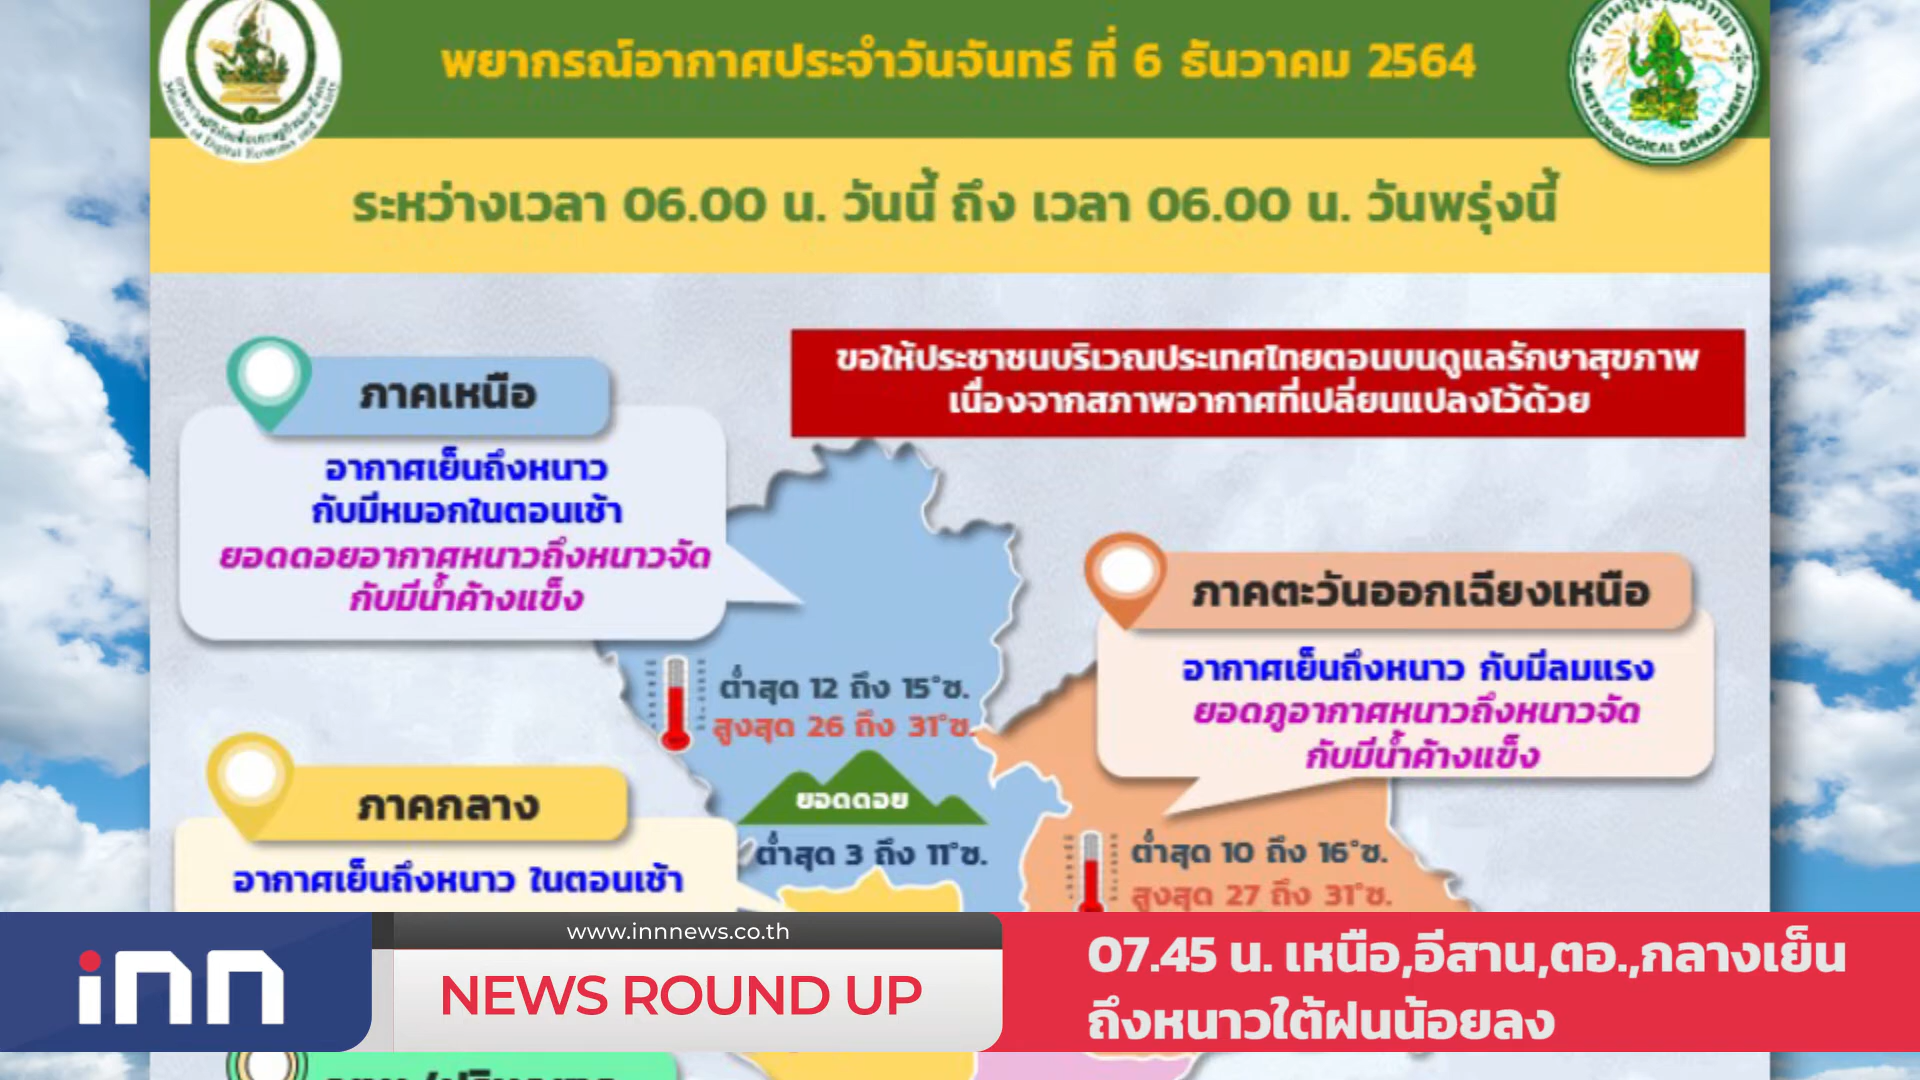 พยากรณ์อากาศประจำวันจันทร์ ที่ 6 ธันวาคม 2564
Ministry of Digital Economy and Society
METEOROLOGICAL DEPARTMENT
ระหว่างเวลา 06.00 น. วันนี้ ถึง เวลา 06.00 น. วันพรุ่งนี้
ขอให้ประชาชนบริเวณประเทศไทยตอนบนดูแลรักษาสุขภาพ
เนื่องจากสภาพอากาศที่เปลี่ยนแปลงไว้ด้วย
ภาคเหนือ
อากาศเย็นถึงหนาว
กับมีหมอกในตอนเช้า
ยอดดอยอากาศหนาวถึงหนาวจัด
กับมีน้ำค้างแข็ง
ต่ำสุด 12 ถึง 15°ซ.
สูงสุด 26 ถึง 31°ซ.
ยอดดอย
ต่ำสุด 3 ถึง 11°ซ.
ภาคตะวันออกเฉียงเหนือ
อากาศเย็นถึงหนาว กับมีลมแรง
ยอดภูอากาศหนาวถึงหนาวจัด
กับมีน้ำค้างแข็ง
ต่ำสุด 10 ถึง 16°ซ.
สูงสุด 27 ถึง 31°ซ.
ภาคกลาง
อากาศเย็นถึงหนาว ในตอนเช้า
inn
www.innnews.co.th
NEWS ROUND UP
07.45 น. เหนือ,อีสาน,ตอ.,กลางเย็น
ถึงหนาวใต้ฝนน้อยลง